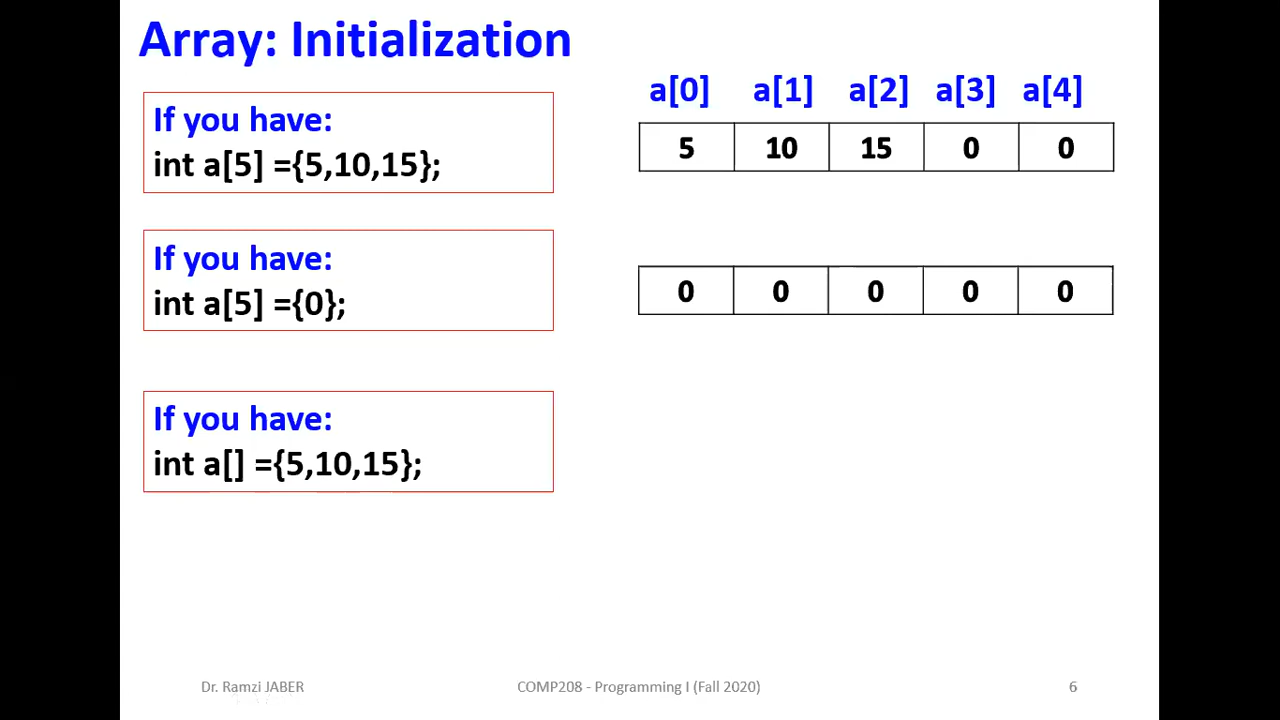 Array: Initialization
a[0] a[1] a[2] a[3] a[4]
If you have:
int a[5] ={5,10,15};
5 10 15 0 0
If you have:
int a[5] ={0};
0 0 0 0 0
If you have:
int a[] ={5,10,15};
Dr. Ramzi JABER COMP208 - Programming I (Fall 2020) 6